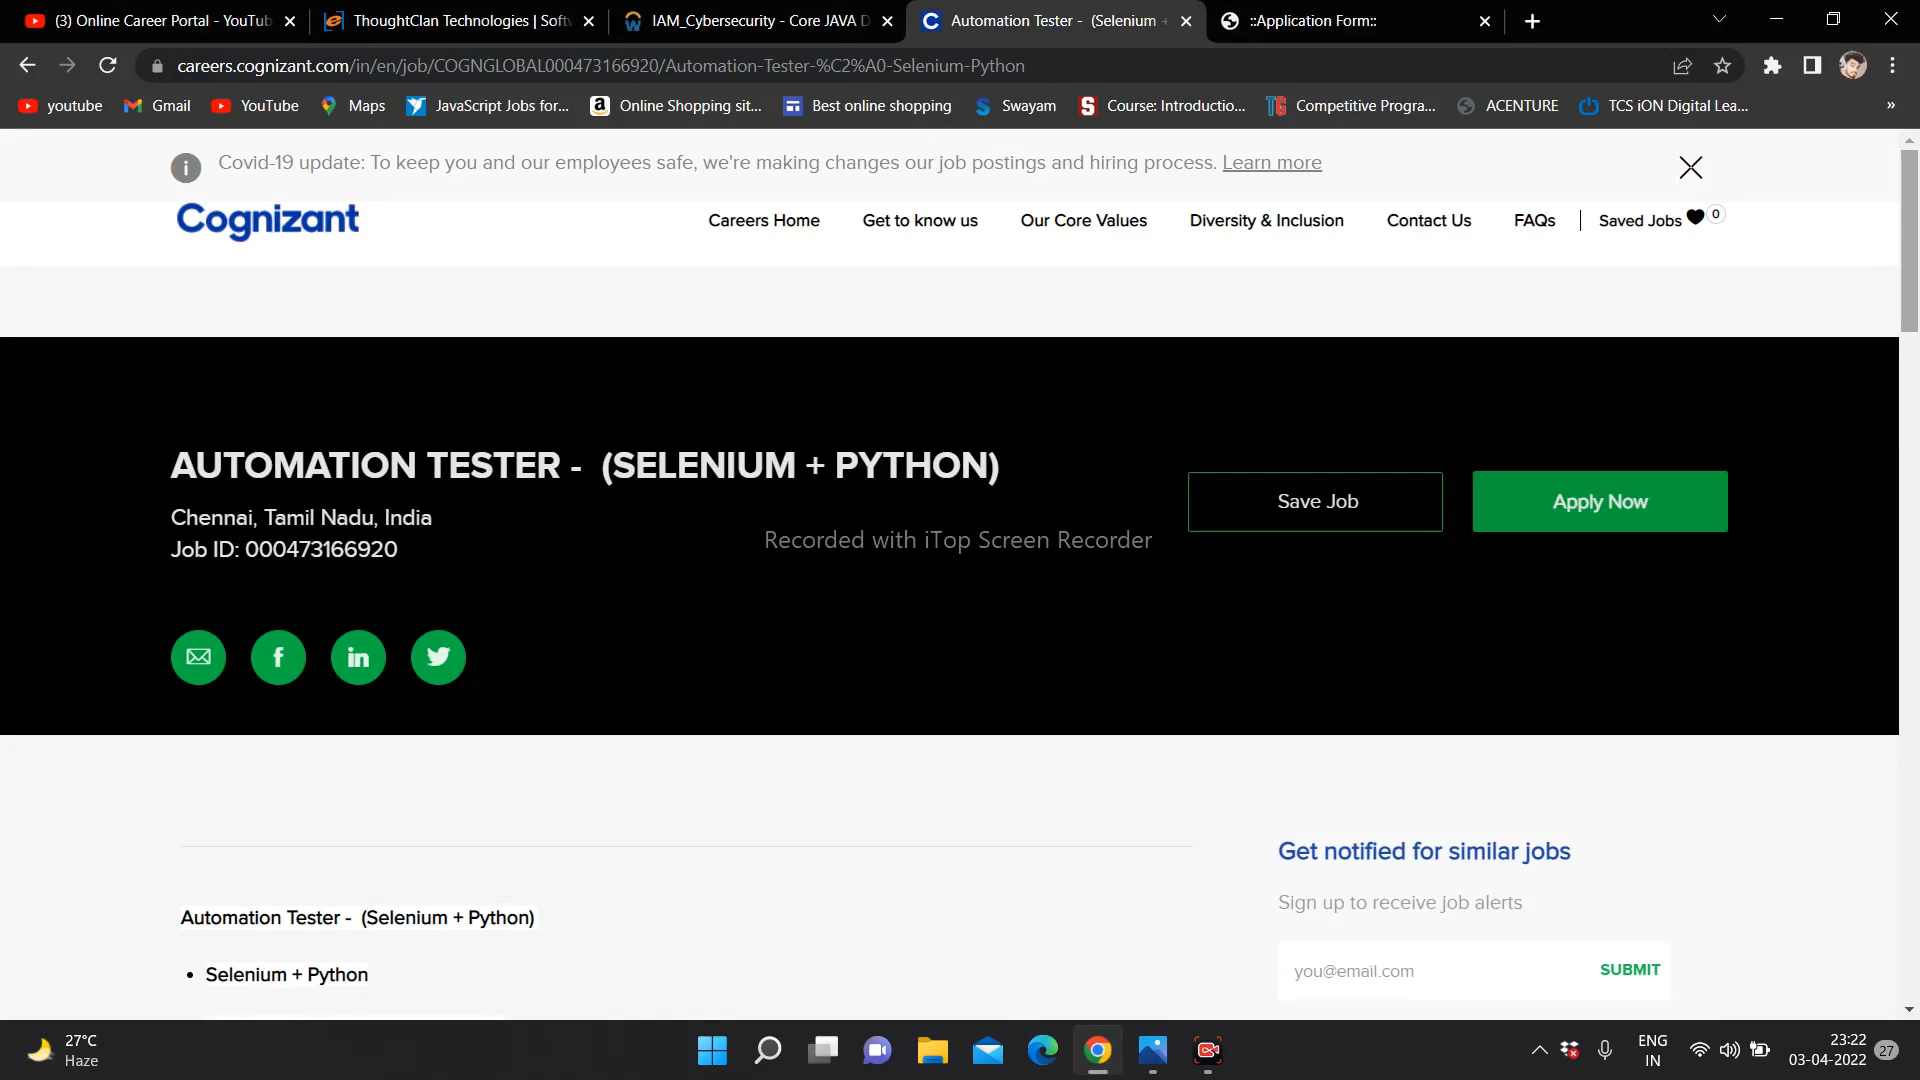 (3) Online Career Portal - YouTub
ThoughtClan Technologies | Soft
IAM_Cybersecurity - Core JAVA D
Automation Tester -  (Selenium +
::Application Form::
careers.cognizant.com/in/en/job/COGNGLOBAL000473166920/Automation-Tester-%C2%A0-Selenium-Python
youtube
Gmail
YouTube
Maps
JavaScript Jobs for...
Online Shopping sit...
Best online shopping
Swayam
Course: Introductio...
Competitive Progra...
ACENTURE
TCS iON Digital Lea...
Covid-19 update: To keep you and our employees safe, we're making changes our job postings and hiring process. Learn more
Cognizant
Careers Home
Get to know us
Our Core Values
Diversity & Inclusion
Contact Us
FAQs
Saved Jobs
0
AUTOMATION TESTER -  (SELENIUM + PYTHON)
Chennai, Tamil Nadu, India
Job ID: 000473166920
Save Job
Apply Now
Recorded with iTop Screen Recorder
Get notified for similar jobs
Sign up to receive job alerts
you@email.com
SUBMIT
Automation Tester -  (Selenium + Python)
• Selenium + Python
27°C
Haze
ENG
IN
23:22
03-04-2022
27